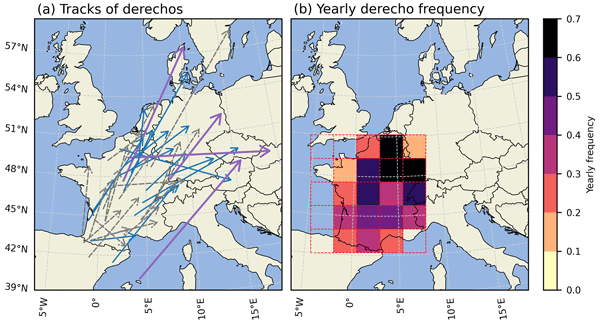 (a) Tracks of derechos
(b) Yearly derecho frequency
57°N
54°N
51°N
48°N
45°N
42°N
39°N
5°W
0°
5°E
10°E
15°E
5°W
0°
5°E
10°E
15°E
0.7
0.6
0.5
0.4
0.3
0.2
0.1
0.0
Yearly frequency